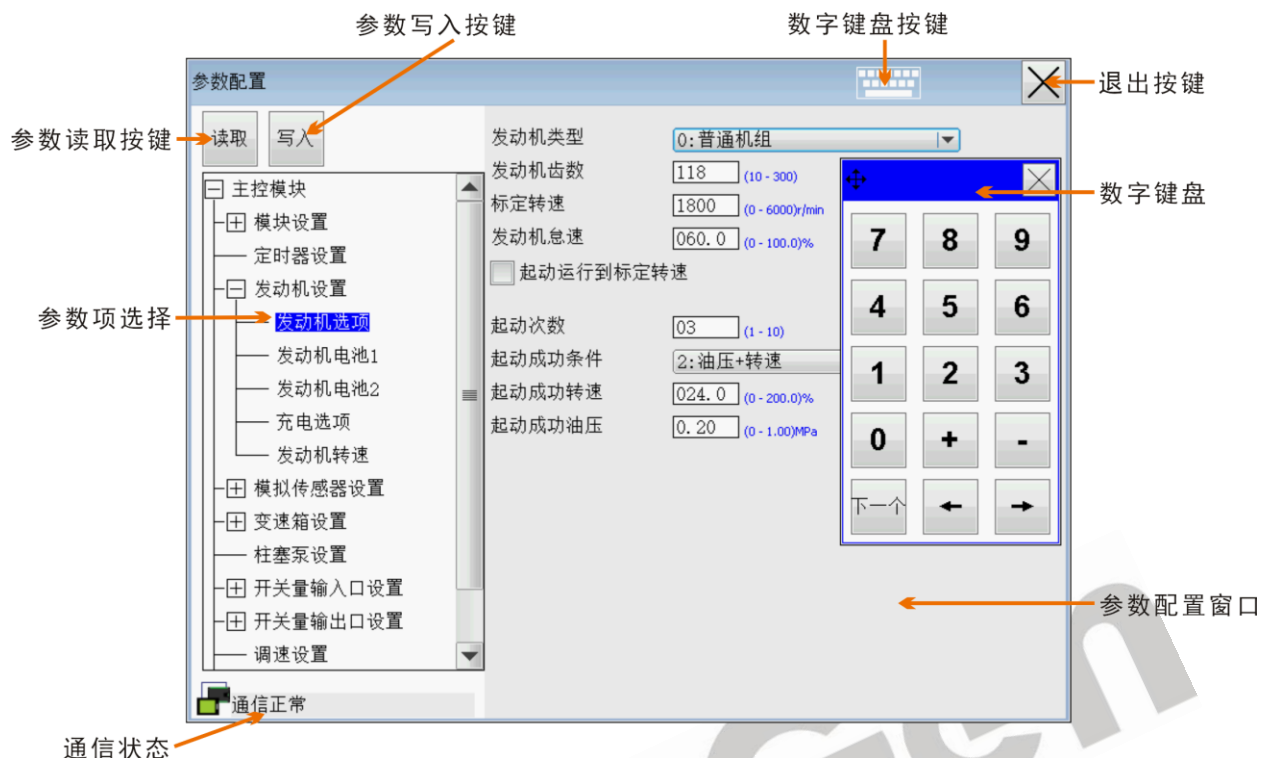 参数写入按键
数字键盘按键
参数配置
退出按键
参数读取按键
读取
写入
发动机类型
0:普通机组
发动机齿数
118
(10 - 300)
标定转速
1800
(0 - 6000)r/min
发动机怠速
060.0
(0 - 100.0)%
起动运行到标定转速
起动次数
03
(1 - 10)
起动成功条件
2:油压+转速
起动成功转速
024.0
(0 - 200.0)%
起动成功油压
0.20
(0 - 1.00)MPa
主控模块
模块设置
定时器设置
发动机设置
参数项选择
发动机选项
发动机电池1
发动机电池2
充电选项
发动机转速
模拟传感器设置
变速箱设置
柱塞泵设置
开关量输入口设置
开关量输出口设置
调速设置
数字键盘
7 8 9
4 5 6
1 2 3
0 + -
下一个 ← →
参数配置窗口
通信正常
通信状态
Gen